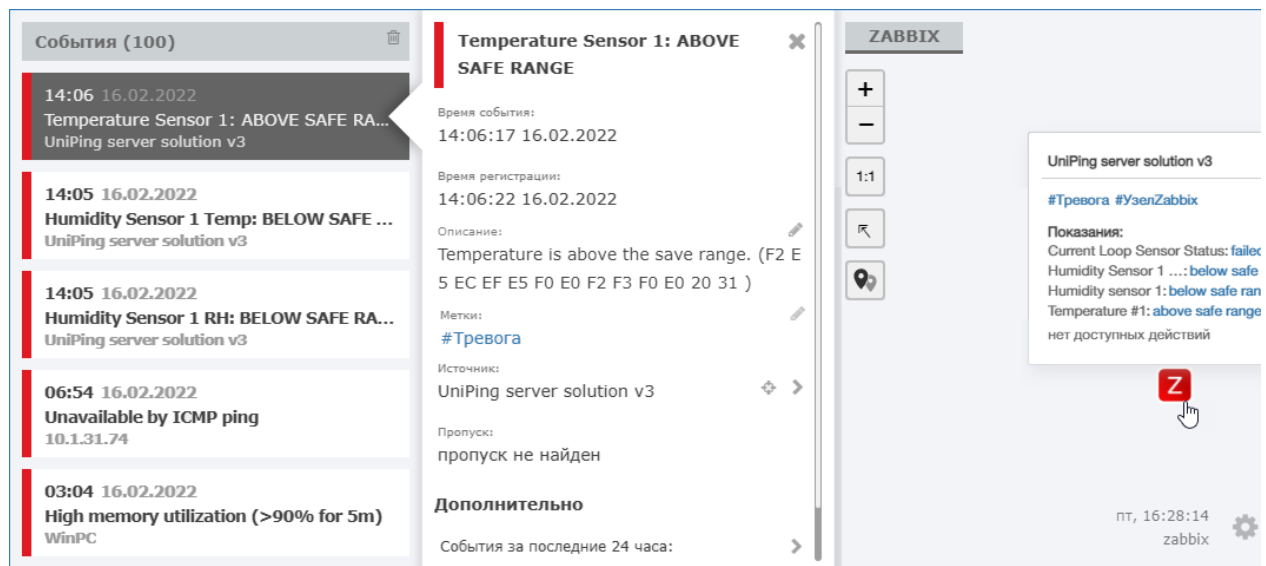 События (100)
14:06 16.02.2022
Temperature Sensor 1: ABOVE SAFE RA...
UniPing server solution v3
14:05 16.02.2022
Humidity Sensor 1 Temp: BELOW SAFE ...
UniPing server solution v3
14:05 16.02.2022
Humidity Sensor 1 RH: BELOW SAFE RA...
UniPing server solution v3
06:54 16.02.2022
Unavailable by ICMP ping
10.1.31.74
03:04 16.02.2022
High memory utilization (>90% for 5m)
WinPC
Temperature Sensor 1: ABOVE
SAFE RANGE
Время события:
14:06:17 16.02.2022
Время регистрации:
14:06:22 16.02.2022
Описание:
Temperature is above the save range. (F2 E
5 EC EF E5 F0 E0 F2 F3 F0 E0 20 31 )
Метки:
#Тревога
Источник:
UniPing server solution v3
Пропуск:
пропуск не найден
Дополнительно
События за последние 24 часа:
ZABBIX
+
−
1:1
UniPing server solution v3
#Тревога #УзелZabbix
Показания:
Current Loop Sensor Status: failed
Humidity Sensor 1 ...: below safe
Humidity sensor 1: below safe ran
Temperature #1: above safe range
нет доступных действий
Z
пт, 16:28:14
zabbix